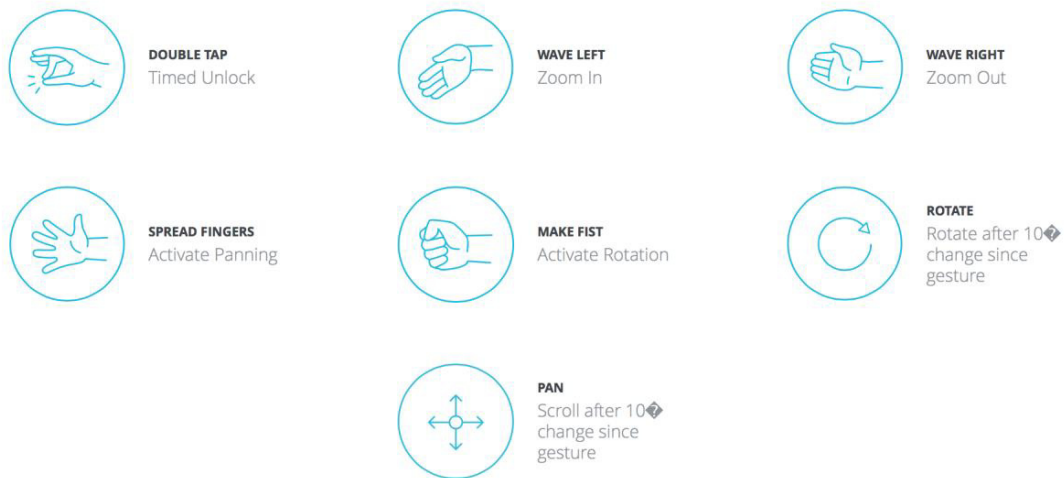 DOUBLE TAP
Timed Unlock
WAVE LEFT
Zoom In
WAVE RIGHT
Zoom Out
SPREAD FINGERS
Activate Panning
MAKE FIST
Activate Rotation
ROTATE
Rotate after 10�
change since
gesture
PAN
Scroll after 10�
change since
gesture